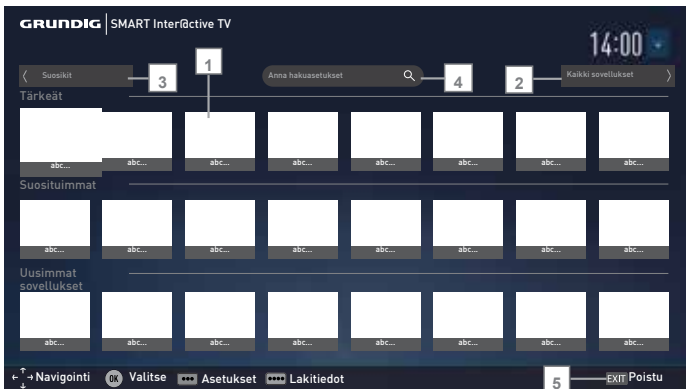 GRUNDIG SMART Inter@ctive TV
14:00
Suosikit
3
1
Anna hakuasetukset
4
2
Kaikki sovellukset
Tärkeät
abc... abc... abc... abc... abc... abc... abc... abc...
Suosituimmat
abc... abc... abc... abc... abc... abc... abc... abc...
Uusimmat
sovellukset
abc... abc... abc... abc... abc... abc... abc... abc...
Navigointi OK Valitse Asetukset Lakitiedot 5 EXIT Poistu